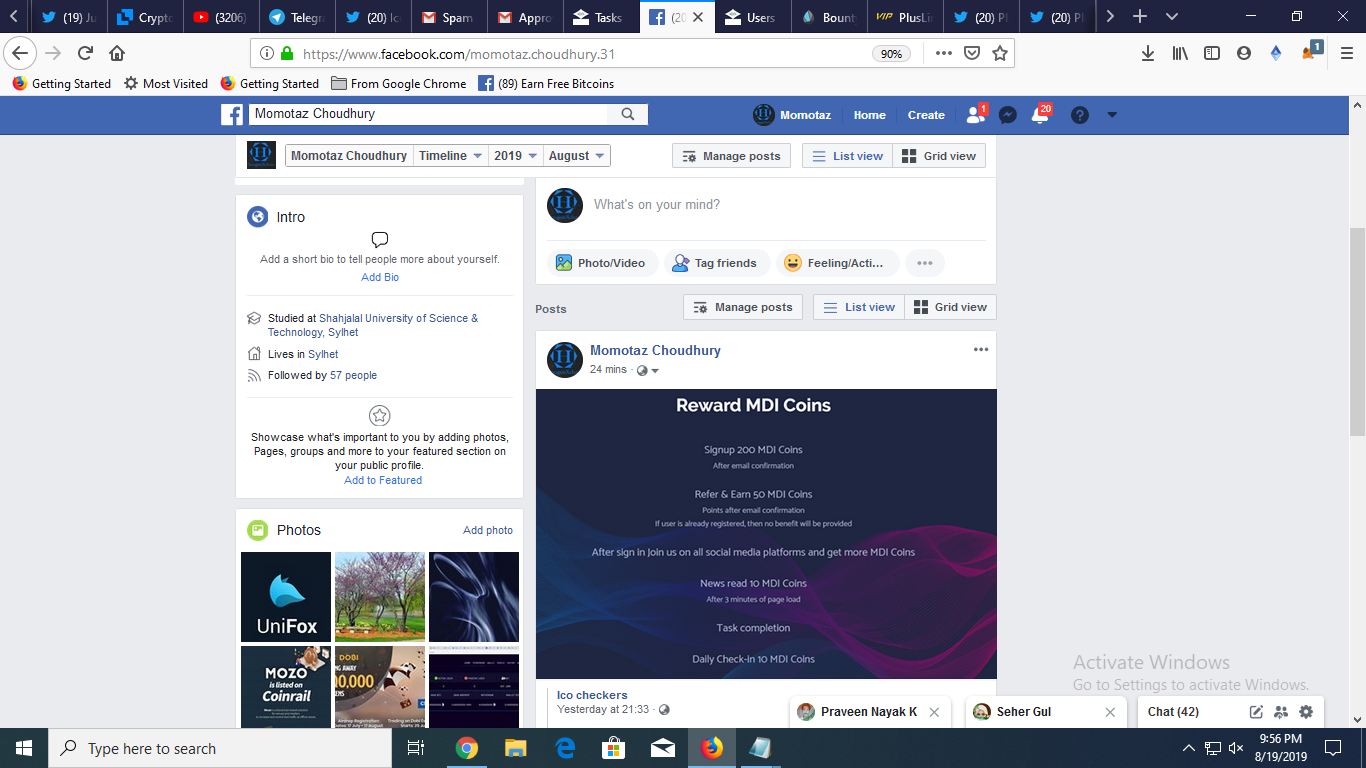 (19) Ju
Crypto
(3206)
Telegra
(20) Ico
Spam
Approv
Tasks
(20
Users
Bount
VIP PlusLi
(20) Pl
(20) Pl
https://www.facebook.com/momotaz.choudhury.31
90%
1
Getting Started
Most Visited
Getting Started
From Google Chrome
(89) Earn Free Bitcoins
Momotaz Choudhury
Momotaz
Home
Create
1
20
Momotaz Choudhury
Timeline
2019
August
Manage posts
List view
Grid view
Intro
Add a short bio to tell people more about yourself.
Add Bio
Studied at Shahjalal University of Science &
Technology, Sylhet
Lives in Sylhet
Followed by 57 people
Showcase what's important to you by adding photos,
Pages, groups and more to your featured section on
your public profile.
Add to Featured
Photos
Add photo
UniFox
MOZO
is listed on
Coinrail
DOBI
What's on your mind?
Photo/Video
Tag friends
Feeling/Acti...
Posts
Manage posts
List view
Grid view
Momotaz Choudhury
24 mins ·
Reward MDI Coins
Signup 200 MDI Coins
After email confirmation
Refer & Earn 50 MDI Coins
Points after email confirmation
If user is already registered, then no benefit will be provided
After sign in Join us on all social media platforms and get more MDI Coins
News read 10 MDI Coins
After 3 minutes of page load
Task completion
Daily Check-In 10 MDI Coins
Ico checkers
Yesterday at 21:33 ·
Activate Windows
Go to Settings to activate Windows.
Praveen Nayak K
Seher Gul
Chat (42)
Type here to search
9:56 PM
8/19/2019